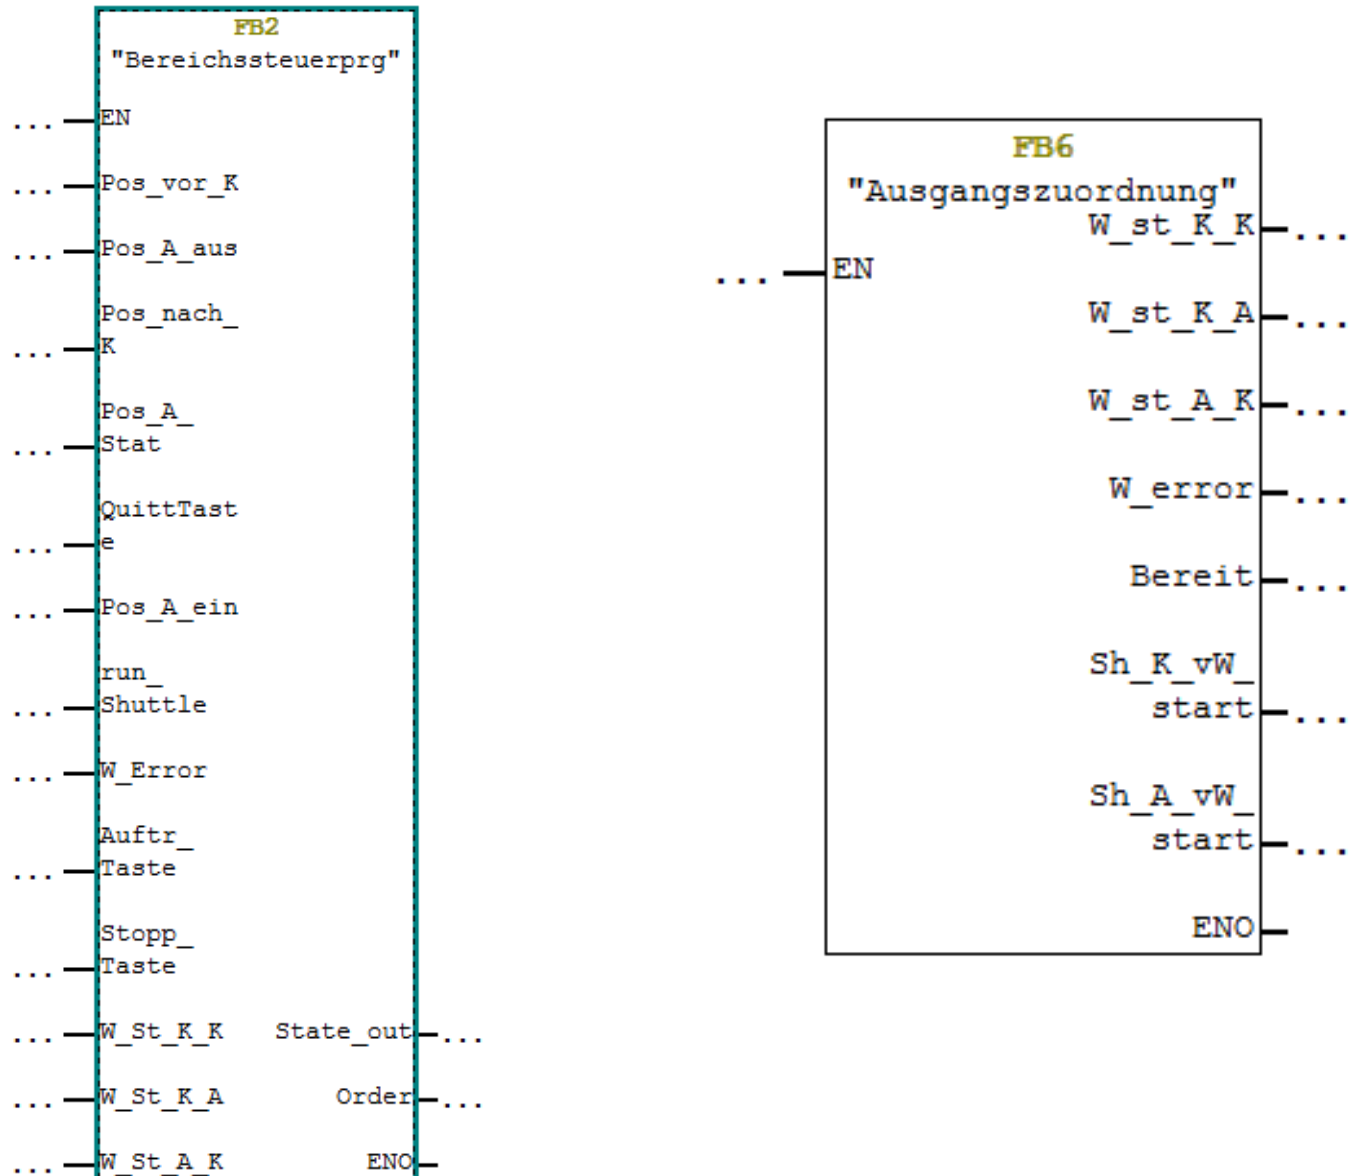 FB2
"Bereichssteuerprg"
... EN
... Pos_vor_K
... Pos_A_aus
Pos_nach_
... K
Pos_A_
... Stat
QuittTast
... e
... Pos_A_ein
run_
... Shuttle
... W_Error
Auftr_
... Taste
Stopp_
... Taste
... W_St_K_K State_out ...
... W_St_K_A Order ...
... W_St_A_K ENO
FB6
"Ausgangszuordnung"
W_st_K_K ...
... EN
W_st_K_A ...
W_st_A_K ...
W_error ...
Bereit ...
Sh_K_vW_
start ...
Sh_A_vW_
start ...
ENO